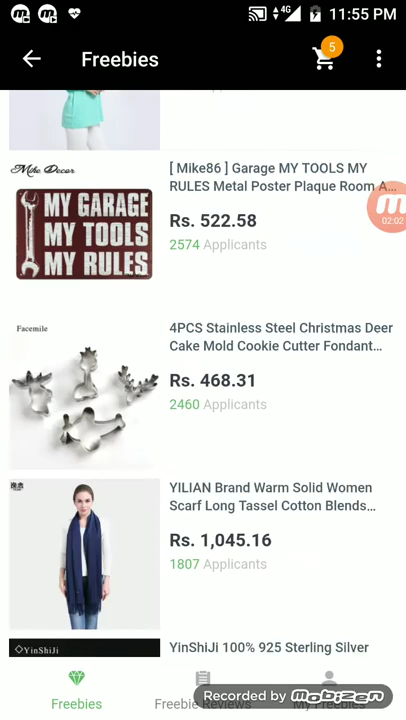 4G 11:55 PM
Freebies
5
Mike Decor
MY GARAGE
MY TOOLS
MY RULES
[ Mike86 ] Garage MY TOOLS MY
RULES Metal Poster Plaque Room A...
Rs. 522.58
2574 Applicants
02:02
Facemile
4PCS Stainless Steel Christmas Deer
Cake Mold Cookie Cutter Fondant...
Rs. 468.31
2460 Applicants
YILIAN Brand Warm Solid Women
Scarf Long Tassel Cotton Blends...
Rs. 1,045.16
1807 Applicants
YinShiJi
YinShiJi 100% 925 Sterling Silver
Freebies
Freebie Reviews
My Freebies
Recorded by Mobizen